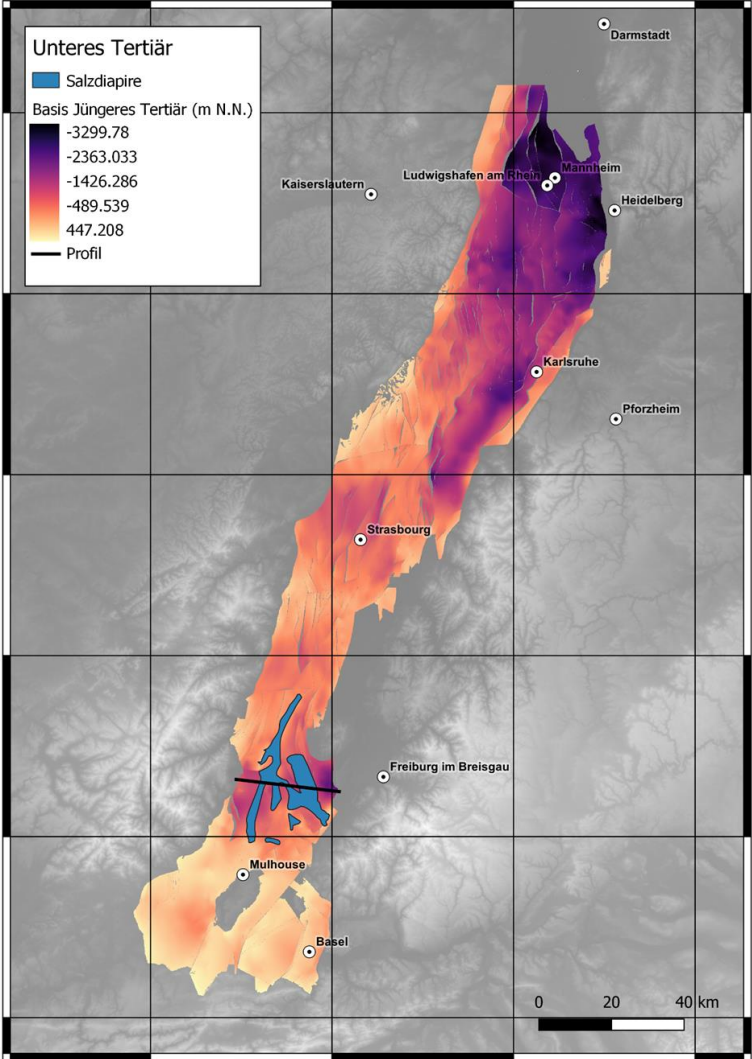 Unteres Tertiär
Salzdiapire
Basis Jüngeres Tertiär (m N.N.)
-3299.78
-2363.033
-1426.286
-489.539
447.208
Profil
Darmstadt
Mannheim
Ludwigshafen am Rhein
Kaiserslautern
Heidelberg
Karlsruhe
Pforzheim
Strasbourg
Freiburg im Breisgau
Mulhouse
Basel
0 20 40 km